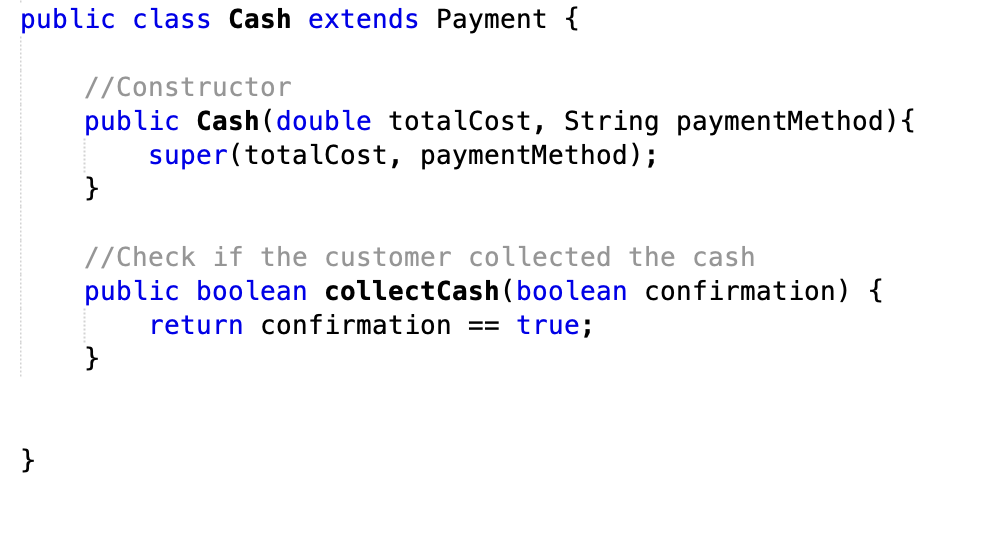 public class Cash extends Payment {
//Constructor
public Cash(double totalCost, String paymentMethod){
super(totalCost, paymentMethod);
}
//Check if the customer collected the cash
public boolean collectCash(boolean confirmation) {
return confirmation == true;
}
}